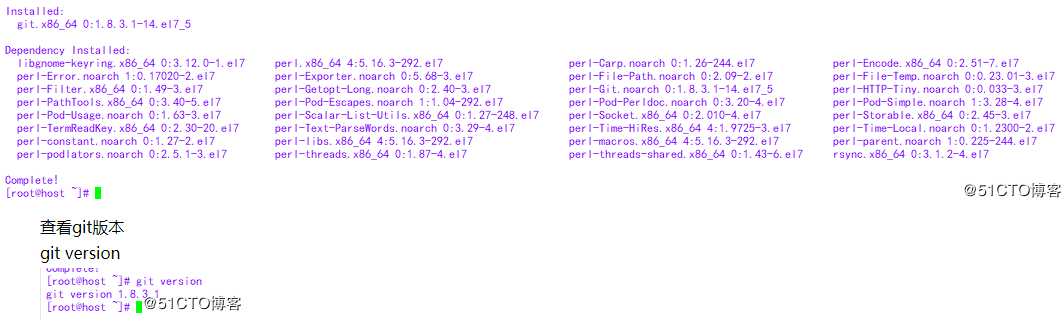 Installed:
git.x86_64 0:1.8.3.1-14.el7_5
Dependency Installed:
libgnome-keyring.x86_64 0:3.12.0-1.el7 perl.x86_64 4:5.16.3-292.el7 perl-Carp.noarch 0:1.26-244.el7 perl-Encode.x86_64 0:2.51-7.el7
perl-Error.noarch 1:0.17020-2.el7 perl-Exporter.noarch 0:5.68-3.el7 perl-File-Path.noarch 0:2.09-2.el7 perl-File-Temp.noarch 0:0.23.01-3.el7
perl-Filter.x86_64 0:1.49-3.el7 perl-Getopt-Long.noarch 0:2.40-3.el7 perl-Git.noarch 0:1.8.3.1-14.el7_5 perl-HTTP-Tiny.noarch 0:0.033-3.el7
perl-PathTools.x86_64 0:3.40-5.el7 perl-Pod-Escapes.noarch 1:1.04-292.el7 perl-Pod-Perldoc.noarch 0:3.20-4.el7 perl-Pod-Simple.noarch 1:3.28-4.el7
perl-Pod-Usage.noarch 0:1.63-3.el7 perl-Scalar-List-Utils.x86_64 0:1.27-248.el7 perl-Socket.x86_64 0:2.010-4.el7 perl-Storable.x86_64 0:2.45-3.el7
perl-TermReadKey.x86_64 0:2.30-20.el7 perl-Text-ParseWords.noarch 0:3.29-4.el7 perl-Time-HiRes.x86_64 4:1.9725-3.el7 perl-Time-Local.noarch 0:1.2300-2.el7
perl-constant.noarch 0:1.27-2.el7 perl-libs.x86_64 4:5.16.3-292.el7 perl-macros.x86_64 4:5.16.3-292.el7 perl-parent.noarch 1:0.225-244.el7
perl-podlators.noarch 0:2.5.1-3.el7 perl-threads.x86_64 0:1.87-4.el7 perl-threads-shared.x86_64 0:1.43-6.el7 rsync.x86_64 0:3.1.2-4.el7
Complete!
[root@host ~]#
@51CTO博客
查看git版本
git version
Complete!
[root@host ~]# git version
git version 1.8.3.1
[root@host ~]#
@51CTO博客